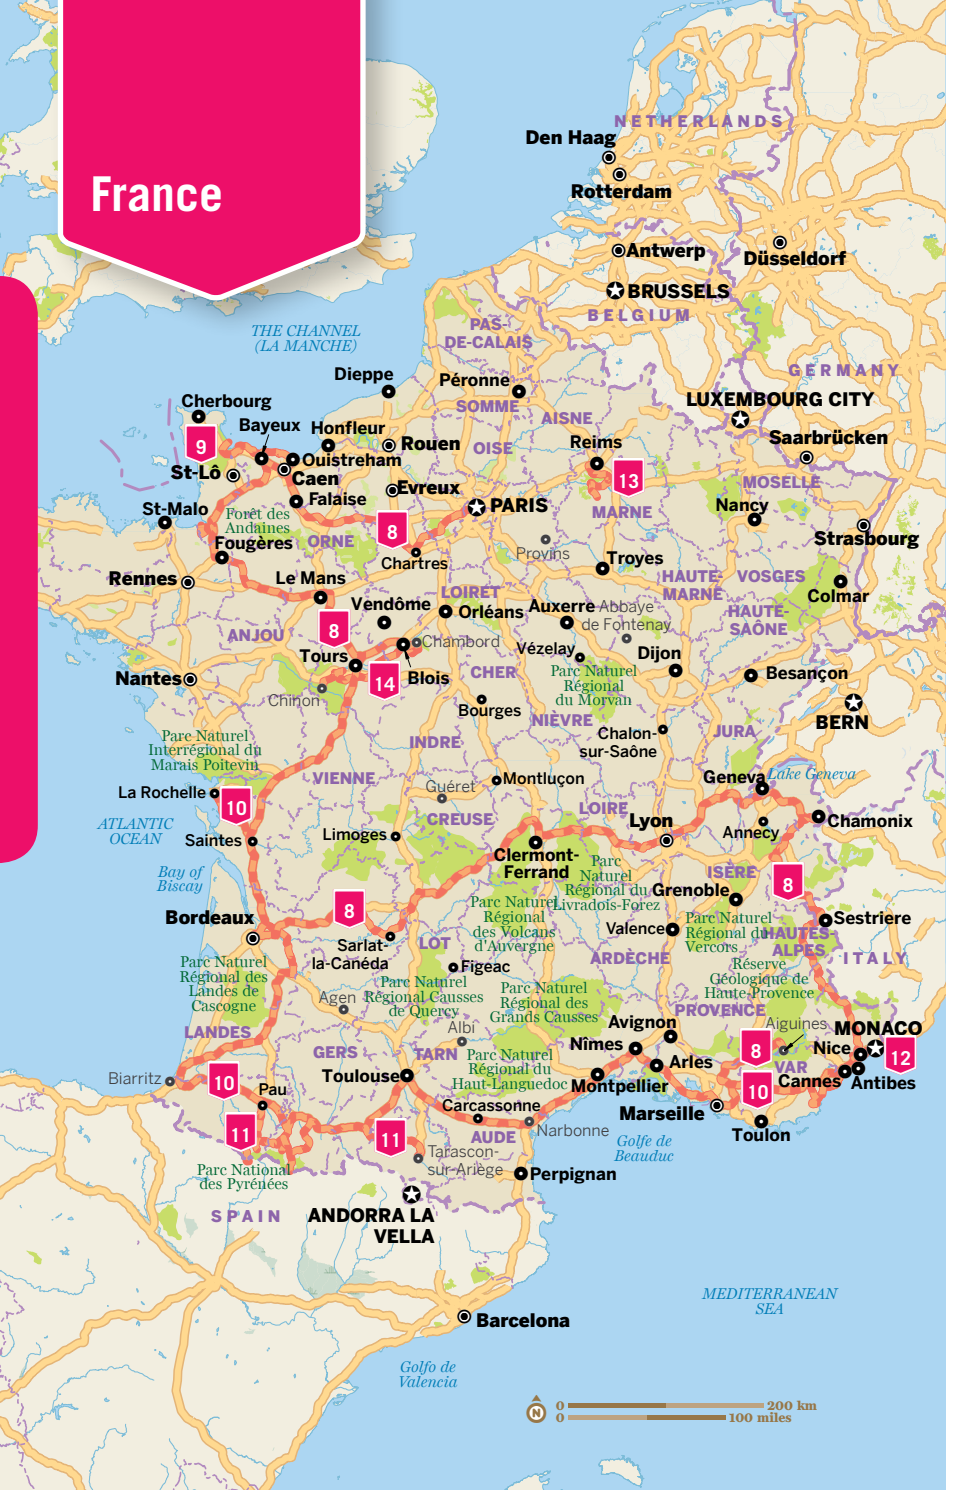 France
NETHERLANDS
Den Haag
Rotterdam
Antwerp
Düsseldorf
BRUSSELS
BELGIUM
THE CHANNEL
(LA MANCHE)
PAS-
DE-CALAIS
GERMANY
Dieppe
Péronne
LUXEMBOURG CITY
Cherbourg
SOMME
AISNE
Bayeux
Honfleur
Rouen
OISE
Reims
Saarbrücken
9
St-Lô
Ouistreham
Caen
Evreux
13
MOSELLE
Falaise
PARIS
MARNE
Nancy
St-Malo
Forêt des
Andaines
8
Strasbourg
Fougères
ORNE
Chartres
Provins
Troyes
Rennes
Le Mans
LOIRET
HAUTE-
MARNE
VOSGES
Colmar
Vendôme
Orléans
Auxerre
Abbaye
de Fontenay
HAUTE-
SAÔNE
ANJOU
8
Chambord
Vézelay
Dijon
Tours
Nantes
14
Blois
CHER
Parc Naturel
Régional
du Morvan
Besançon
Chinon
Bourges
NIÈVRE
BERN
Parc Naturel
Interrégional du
Marais Poitevin
INDRE
Chalon-
sur-Saône
JURA
VIENNE
Guéret
Montluçon
Geneva
Lake Geneva
La Rochelle
10
CREUSE
LOIRE
ATLANTIC
OCEAN
Saintes
Limoges
Lyon
Annecy
Chamonix
Clermont-
Ferrand
Bay of
Biscay
Parc
Naturel
Régional du
Livradois-Forez
ISÈRE
Grenoble
8
8
Bordeaux
Parc Naturel
Régional
des Volcans
d'Auvergne
Valence
Parc Naturel
Régional du
Vercors
Sestriere
HAUTES-
ALPES
Sarlat-
la-Canéda
LOT
ARDÈCHE
ITALY
Parc Naturel
Régional des
Landes de
Cascogne
Figeac
Réserve
Géologique de
Haute Provence
Agen
Parc Naturel
Régional Causses
de Quercy
Parc Naturel
Régional des
Grands Causses
PROVENCE
LANDES
Albi
Avignon
Aiguines
MONACO
GERS
TARN
Nîmes
8
Nice
12
Parc Naturel
Régional du
Haut-Languedoc
Arles
VAR
Biarritz
10
Toulouse
Montpellier
10
Cannes
Antibes
Pau
Carcassonne
Marseille
11
11
AUDE
Narbonne
Golfe de
Beauduc
Toulon
Tarascon-
sur-Ariège
Parc National
des Pyrénées
Perpignan
SPAIN
ANDORRA LA
VELLA
MEDITERRANEAN
SEA
Barcelona
Golfo de
Valencia
N
0 200 km
0 100 miles